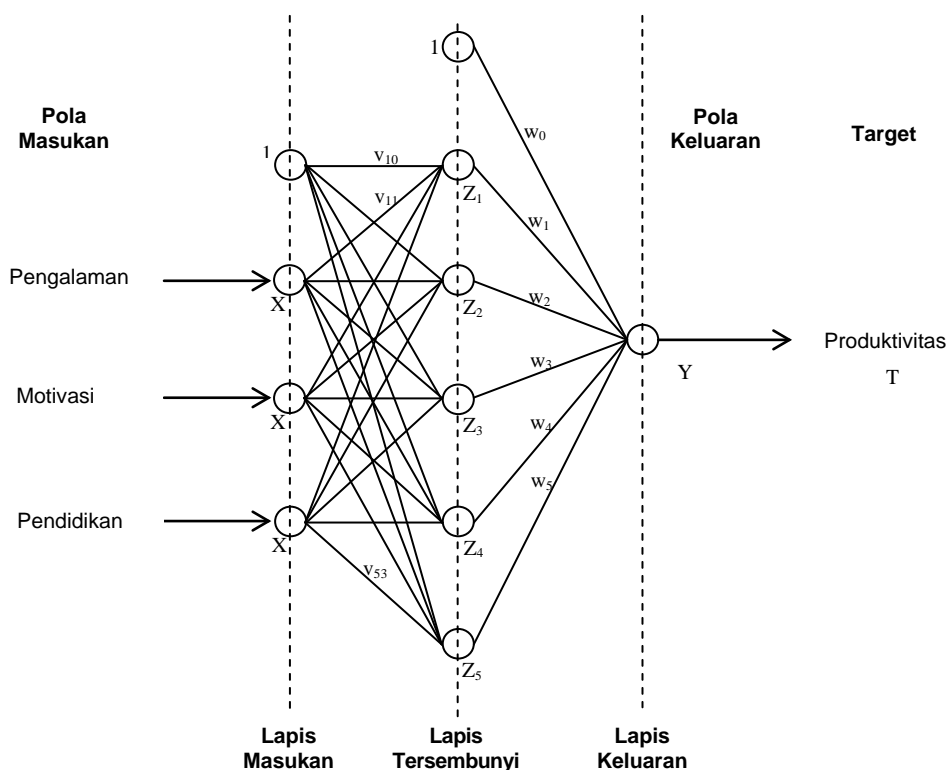 1
Pola
Masukan
Pola
Keluaran
Target
w0
1
v10
v11
Z1
w1
Pengalaman
X
Z2
w2
Produktivitas
Y
T
w3
Motivasi
X
Z3
w4
w5
Pendidikan
X
Z4
v53
Z5
Lapis
Masukan
Lapis
Tersembunyi
Lapis
Keluaran